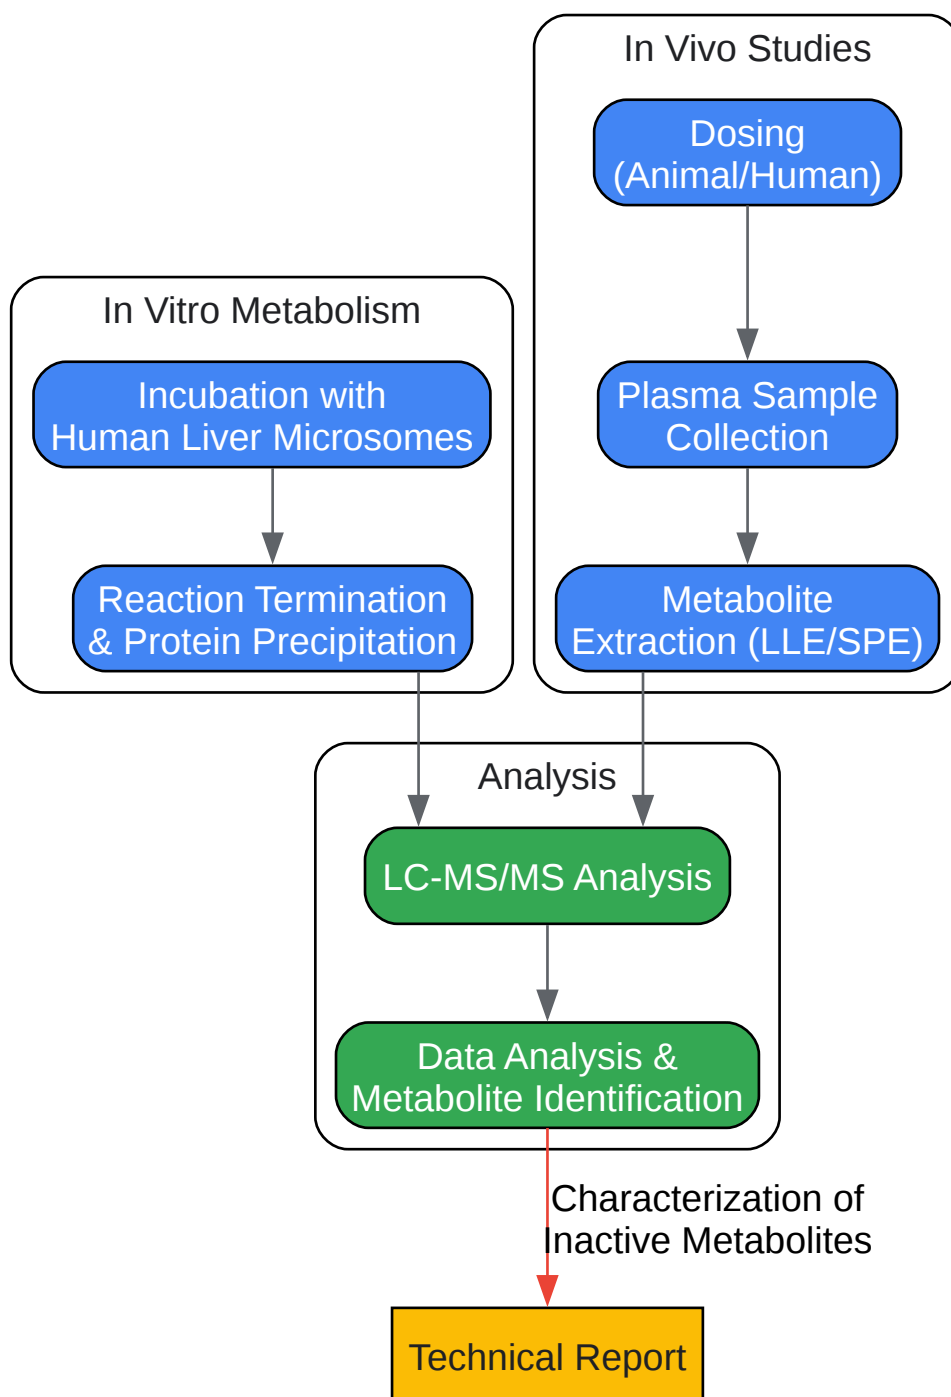 In Vivo Studies
Dosing
(Animal/Human)
Plasma Sample
Collection
Metabolite
Extraction (LLE/SPE)
In Vitro Metabolism
Incubation with
Human Liver Microsomes
Reaction Termination
& Protein Precipitation
Analysis
LC-MS/MS Analysis
Data Analysis &
Metabolite Identification
Characterization of
Inactive Metabolites
Technical Report